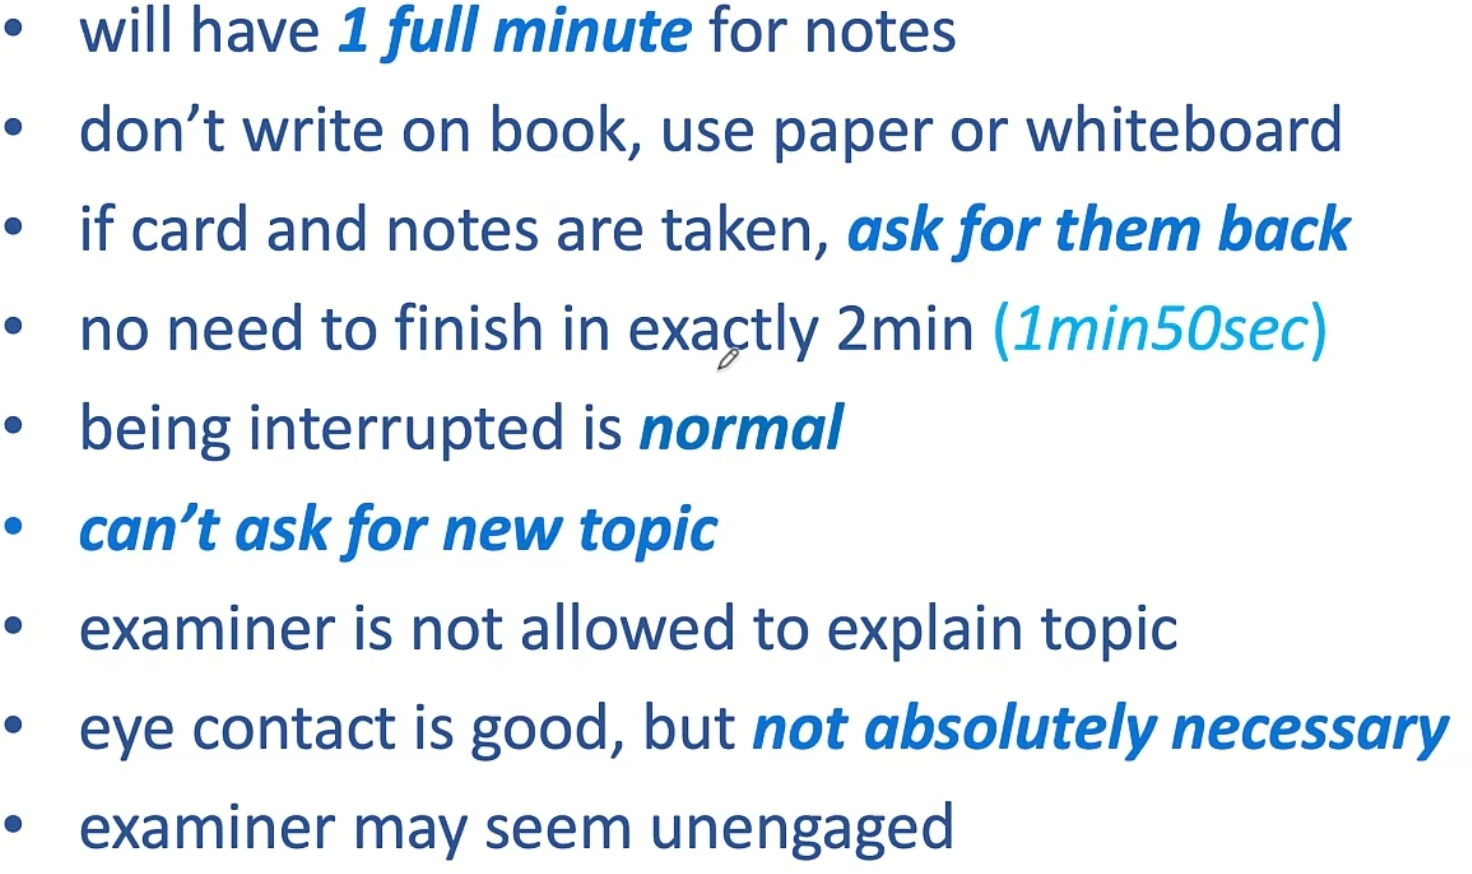 • will have 1 full minute for notes
• don’t write on book, use paper or whiteboard
• if card and notes are taken, ask for them back
• no need to finish in exactly 2min (1min50sec)
• being interrupted is normal
• can’t ask for new topic
• examiner is not allowed to explain topic
• eye contact is good, but not absolutely necessary
• examiner may seem unengaged